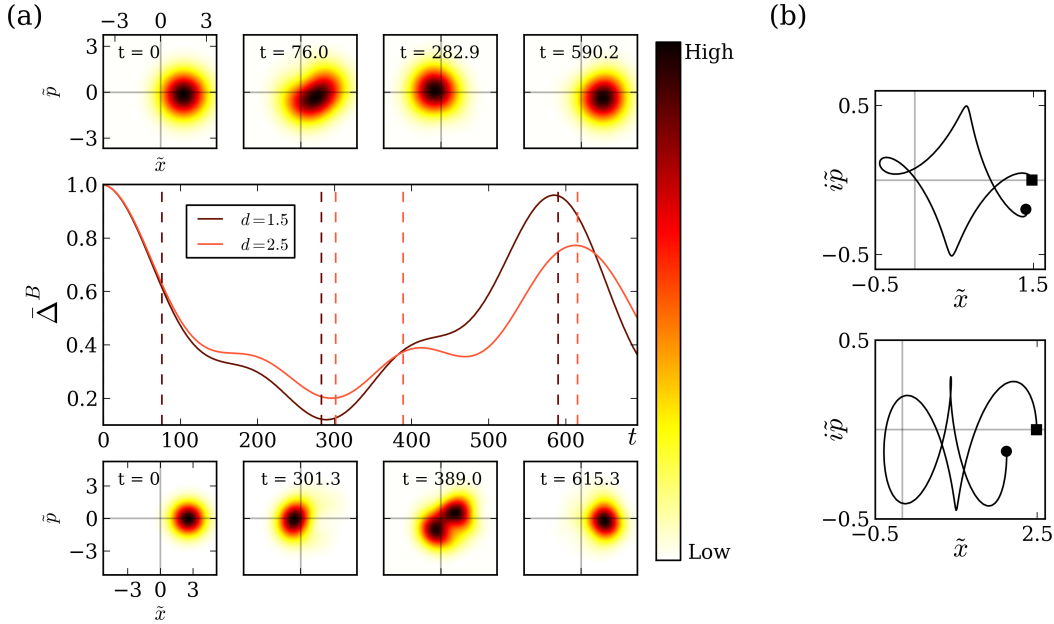 (a)
(b)
−3 0 3
t = 0
t = 76.0
t = 282.9
t = 590.2
3
0
−3
p̃
x̃
High
Low
1.0
0.8
0.6
0.4
0.2
Δ̄ᴮ
d=1.5
d=2.5
0 100 200 300 400 500 600 t
t = 0
t = 301.3
t = 389.0
t = 615.3
3
0
−3
p̃
−3 0 3
x̃
0.5
−0.5
ip̃
−0.5 1.5
x̃
0.5
−0.5
ip̃
−0.5 2.5
x̃